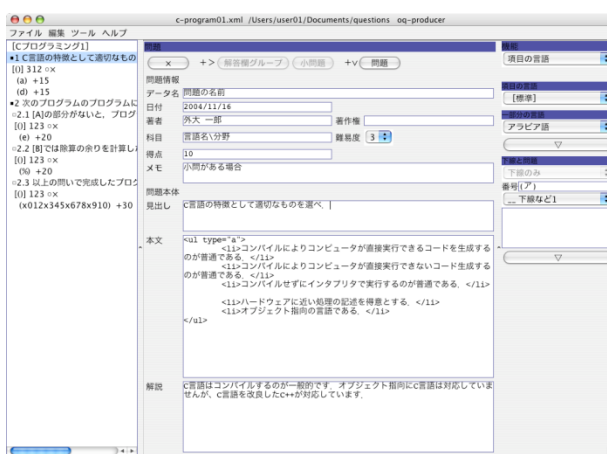 c-program01.xml /Users/user01/Documents/questions oq-producer
ファイル 編集 ツール ヘルプ
[Cプログラミング1]
▪1 C言語の特徴として適切なもの
[()] 312 ○×
(a) +15
(d) +15
▪2 次のプログラムのプログラムに
▫2.1 [A]の部分がないと, プログ
[()] 123 ○×
(e) +20
▫2.2 [B]では除算の余りを計算し
[()] 123 ○×
(%) +20
▫2.3 以上の問いで完成したプログ
[()] 123 ○×
(x012x345x678x910) +30
問題
× +> 解答欄グループ 小問題 +v 問題
問題情報
データ名 問題の名前
日付 2004/11/16
著者 外大 一郎 著作権
科目 言語名\分野 難易度 3
得点 10
メモ 小問がある場合
問題本体
見出し C言語の特徴として適切なものを選べ.
本文 <ul type="a">
<li>コンパイルによりコンピュータが直接実行できるコードを生成する
のが普通である. </li>
<li>コンパイルによりコンピュータが直接実行できないコード生成する
のが普通である. </li>
<li>コンパイルせずにインタプリタで実行するのが普通である. </li>
<li>ハードウェアに近い処理の記述を得意とする. </li>
<li>オブジェクト指向の言語である. </li>
</ul>
解説 C言語はコンパイルするのが一般的です. オブジェクト指向にC言語は対応していま
せんが、C言語を改良したC++が対応しています.
機能
項目の言語
項目の言語
[標準]
一部分の言語
アラビア語
▽
下線と問題
下線のみ
番号(ア)
__ 下線など1
▽